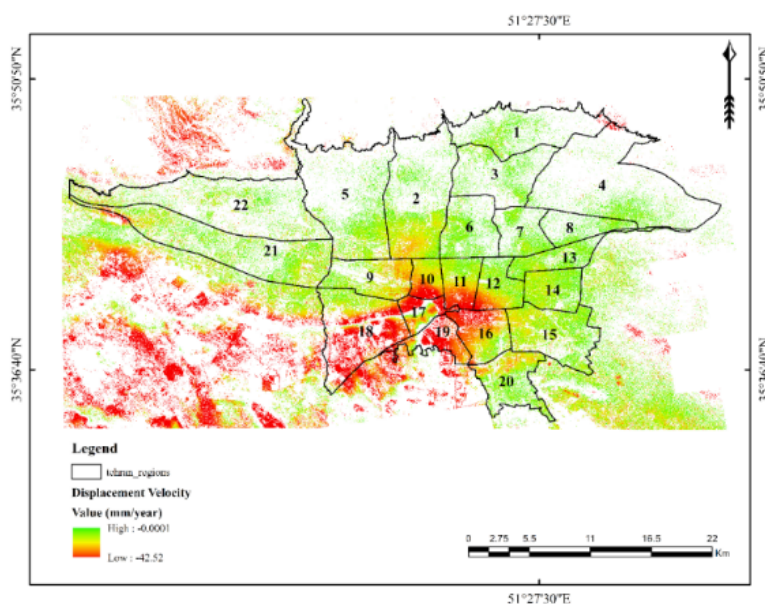 51°27'30"E
35°50'50"N
35°50'50"N
1
3
4
5
2
22
6
7
8
21
13
9
10
11
12
14
17
18
19
16
15
35°36'40"N
35°36'40"N
20
Legend
tehran_regions
Displacement Velocity
Value (mm/year)
High : -0.0001
Low : -42.52
0 2.75 5.5 11 16.5 22
Km
51°27'30"E